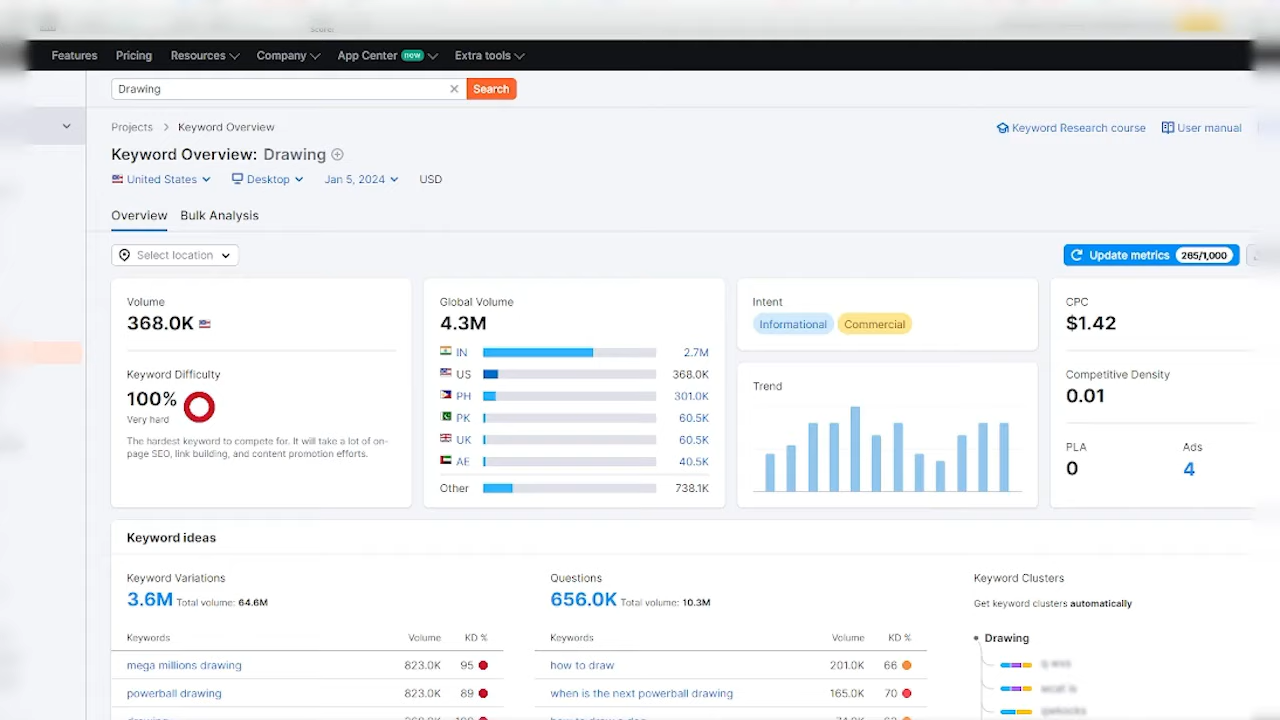 Features Pricing Resources Company App Center now Extra tools
Drawing Search
Projects Keyword Overview
Keyword Research course User manual
Keyword Overview: Drawing
United States Desktop Jan 5, 2024 USD
Overview Bulk Analysis
Select location
Update metrics 265/1,000
Volume
368.0K
Keyword Difficulty
100%
Very hard
The hardest keyword to compete for. It will take a lot of on-
page SEO, link building, and content promotion efforts.
Global Volume
4.3M
IN 2.7M
US 368.0K
PH 301.0K
PK 60.5K
UK 60.5K
AE 40.5K
Other 738.1K
Intent
Informational Commercial
Trend
CPC
$1.42
Competitive Density
0.01
PLA Ads
0 4
Keyword ideas
Keyword Variations
3.6M Total volume: 64.6M
Keywords Volume KD %
mega millions drawing 823.0K 95
powerball drawing 823.0K 89
Questions
656.0K Total volume: 10.3M
Keywords Volume KD %
how to draw 201.0K 66
when is the next powerball drawing 165.0K 70
Keyword Clusters
Get keyword clusters automatically
Drawing